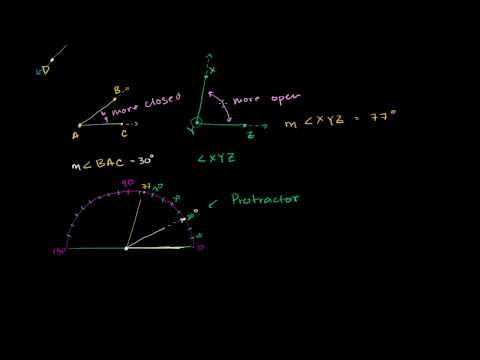 D
X
B
more closed
more open
A
C
Y
Z
m ∠XYZ = 77°
m ∠BAC = 30°
∠XYZ
90
77
Protractor
180
0